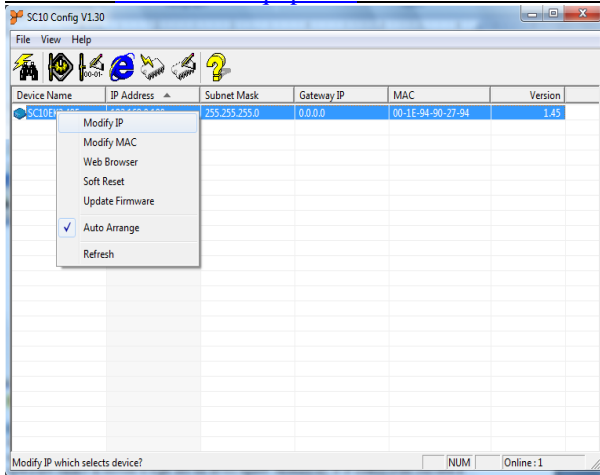 SC10 Config V1.30
File View Help
00-01-
Device Name IP Address Subnet Mask Gateway IP MAC Version
255.255.255.0 0.0.0.0 00-1E-94-90-27-94 1.45
Modify IP
Modify MAC
Web Browser
Soft Reset
Update Firmware
Auto Arrange
Refresh
Modify IP which selects device? NUM Online : 1